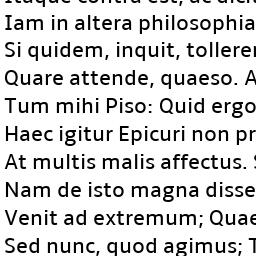 Itaque contra est, ac dici
Iam in altera philosophia
Si quidem, inquit, tollerer
Quare attende, quaeso. A
Tum mihi Piso: Quid ergo
Haec igitur Epicuri non pr
At multis malis affectus. S
Nam de isto magna disse
Venit ad extremum; Quae
Sed nunc, quod agimus; T